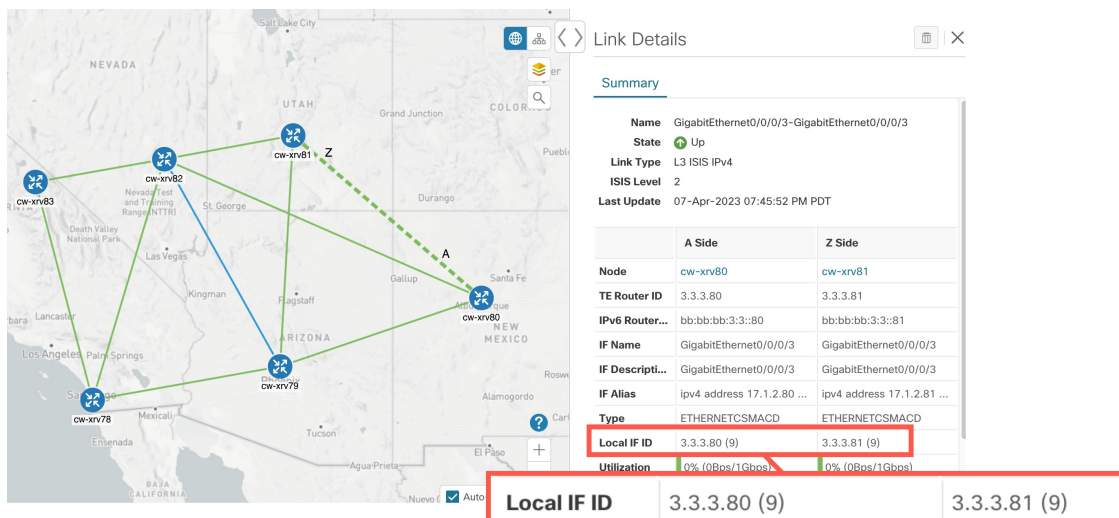 Salt Lake City
NEVADA
UTAH
Grand Junction
COLOR
Pueblo
cw-xrv81
Z
cw-xrv82
cw-xrv83
Nevada Test
and Training
Range (NTTR)
St. George
Durango
Death Valley
National Park
Las Vegas
A
Gallup
Santa Fe
Kingman
Flagstaff
Albuquerque
cw-xrv80
Lancaster
NEW
MEXICO
ARIZONA
Los Angeles
Palm Springs
Phoenix
cw-xrv79
Rosw
Alamogordo
cw-xrv78
Mexicali
?
Carl
Tucson
Ensenada
El Paso
+
Agua Prieta
BAJA
CALIFORNIA
Nuevo C
Auto
Link Details
Summary
Name GigabitEthernet0/0/0/3-GigabitEthernet0/0/0/3
State Up
Link Type L3 ISIS IPv4
ISIS Level 2
Last Update 07-Apr-2023 07:45:52 PM PDT
A Side Z Side
Node cw-xrv80 cw-xrv81
TE Router ID 3.3.3.80 3.3.3.81
IPv6 Router... bb:bb:bb:3:3::80 bb:bb:bb:3:3::81
IF Name GigabitEthernet0/0/0/3 GigabitEthernet0/0/0/3
IF Descripti... GigabitEthernet0/0/0/3 GigabitEthernet0/0/0/3
IF Alias ipv4 address 17.1.2.80 ... ipv4 address 17.1.2.81 ...
Type ETHERNETCSMACD ETHERNETCSMACD
Local IF ID 3.3.3.80 (9) 3.3.3.81 (9)
Utilization 0% (0Bps/1Gbps) 0% (0Bps/1Gbps)
Local IF ID 3.3.3.80 (9) 3.3.3.81 (9)